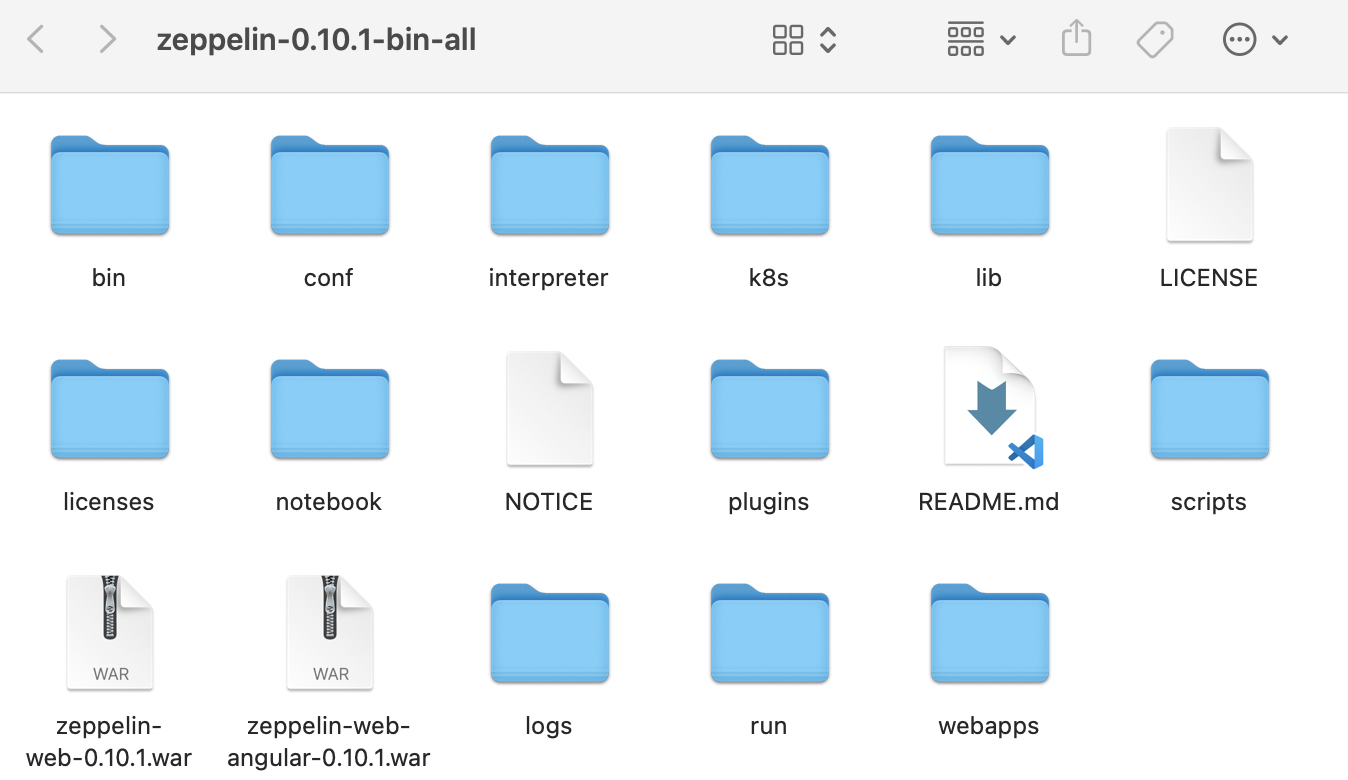 zeppelin-0.10.1-bin-all
bin
conf
interpreter
k8s
lib
LICENSE
licenses
notebook
NOTICE
plugins
README.md
scripts
WAR
zeppelin-
web-0.10.1.war
WAR
zeppelin-web-
angular-0.10.1.war
logs
run
webapps